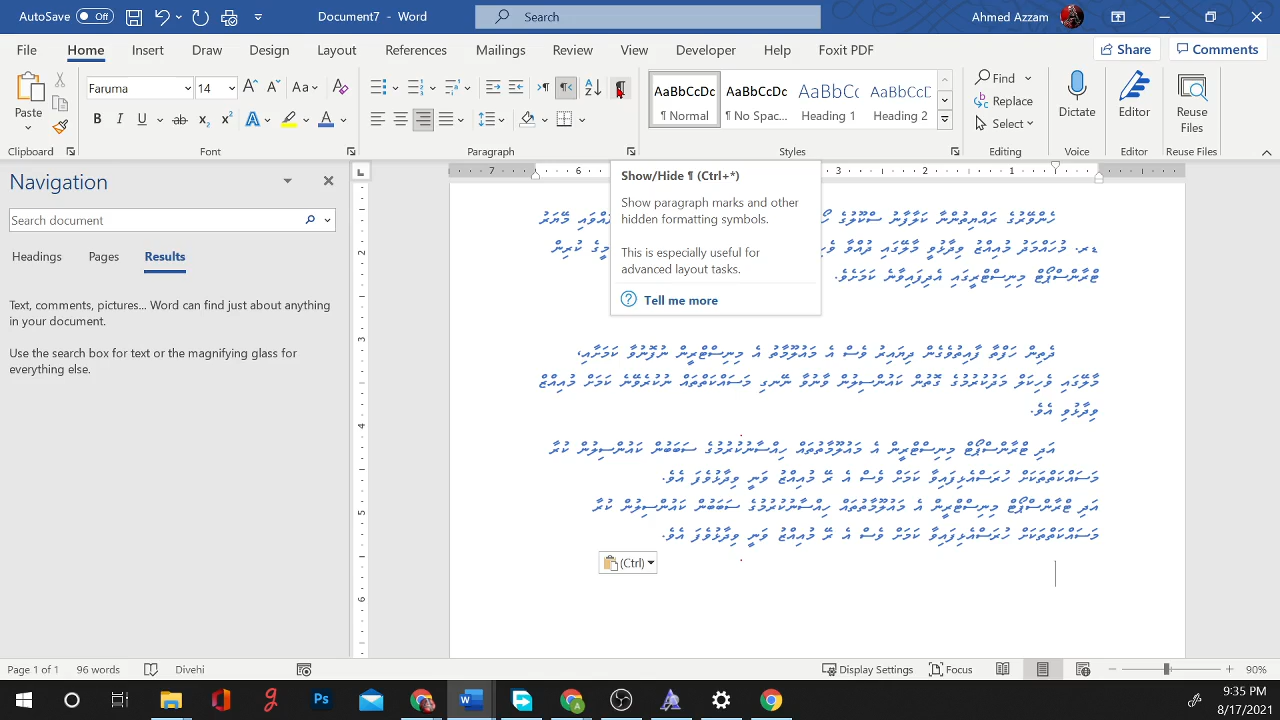 AutoSave Off Document7 - Word Search Ahmed Azzam
File Home Insert Draw Design Layout References Mailings Review View Developer Help Foxit PDF Share Comments
Paste
Clipboard
Faruma 14
Font
Paragraph
AaBbCcDc AaBbCcDc AaBbCc AaBbCcC
¶ Normal ¶ No Spac... Heading 1 Heading 2
Styles
Find
Replace
Select
Editing
Dictate
Voice
Editor
Editor
Reuse Files
Reuse Files
Navigation
Search document
Headings Pages Results
Text, comments, pictures... Word can find just about anything
in your document.
Use the search box for text or the magnifying glass for
everything else.
Show/Hide ¶ (Ctrl+*)
Show paragraph marks and other
hidden formatting symbols.
This is especially useful for
advanced layout tasks.
Tell me more
ހެންވޭރުގެ ރައްޔިތުންނާ ކަލާފާނު ސްކޫލުގެ
ޑރ. މުހައްމަދު މުޢިއްޒު ވިދާޅުވީ މާލޭގައި ދުއްވާ
ޓްރާންސްޕޯޓް މިނިސްޓްރީގައި އެދިފައިވާނެ ކަމަށެވެ.
ދެތިން ހަފްތާ ފާއިތުވެގެން ދިޔައިރު ވެސް އެ މަޢުލޫމާތު އެ މިނިސްޓްރީން ނުފޮނުވާ ކަމަށާއި،
މާލޭގައި ވެހިކަލް މަދުކުރުމުގެ ގޮތުން ކައުންސިލުން ވާނުވާ ނޭނގި މަސައްކަތްތައް ނުކުރެވޭނެ ކަމަށް މުޢިއްޒު
ވިދާޅުވި އެވެ.
އަދި ޓްރާންސްޕޯޓް މިނިސްޓްރީން އެ މަޢުލޫމާތުތައް ހިއްސާނުކުރުމުގެ ސަބަބުން ކައުންސިލުން ކުރާ
މަސައްކަތްތަކަށް ހުރަސްއެޅިފައިވާ ކަމަށް ވެސް އެ ރޭ މުޢިއްޒު ވަނީ ވިދާޅުވެފަ އެވެ.
އަދި ޓްރާންސްޕޯޓް މިނިސްޓްރީން އެ މަޢުލޫމާތުތައް ހިއްސާނުކުރުމުގެ ސަބަބުން ކައުންސިލުން ކުރާ
މަސައްކަތްތަކަށް ހުރަސްއެޅިފައިވާ ކަމަށް ވެސް އެ ރޭ މުޢިއްޒު ވަނީ ވިދާޅުވެފަ އެވެ.
(Ctrl)
Page 1 of 1 96 words Divehi Display Settings Focus 90%
9:35 PM
8/17/2021